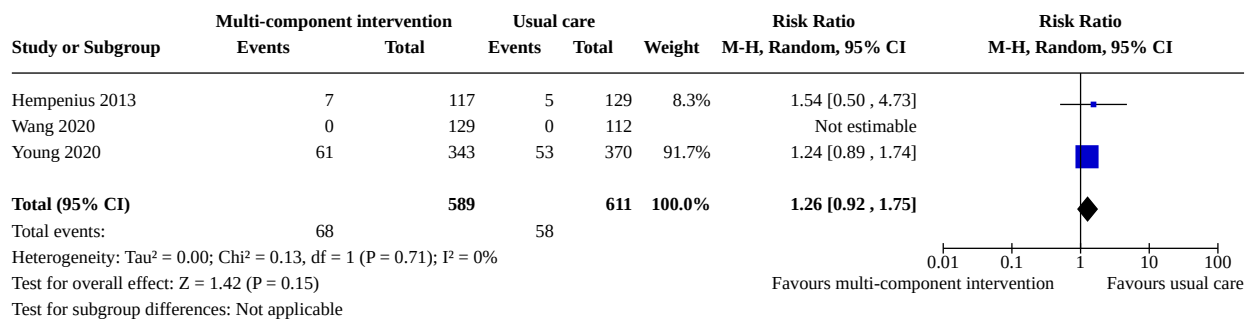 Multi-component intervention Usual care Risk Ratio Risk Ratio
Study or Subgroup Events Total Events Total Weight M-H, Random, 95% CI M-H, Random, 95% CI
Hempenius 2013 7 117 5 129 8.3% 1.54 [0.50 , 4.73]
Wang 2020 0 129 0 112 Not estimable
Young 2020 61 343 53 370 91.7% 1.24 [0.89 , 1.74]
Total (95% CI) 589 611 100.0% 1.26 [0.92 , 1.75]
Total events: 68 58
Heterogeneity: Tau² = 0.00; Chi² = 0.13, df = 1 (P = 0.71); I² = 0%
0.01 0.1 1 10 100
Test for overall effect: Z = 1.42 (P = 0.15) Favours multi-component intervention Favours usual care
Test for subgroup differences: Not applicable